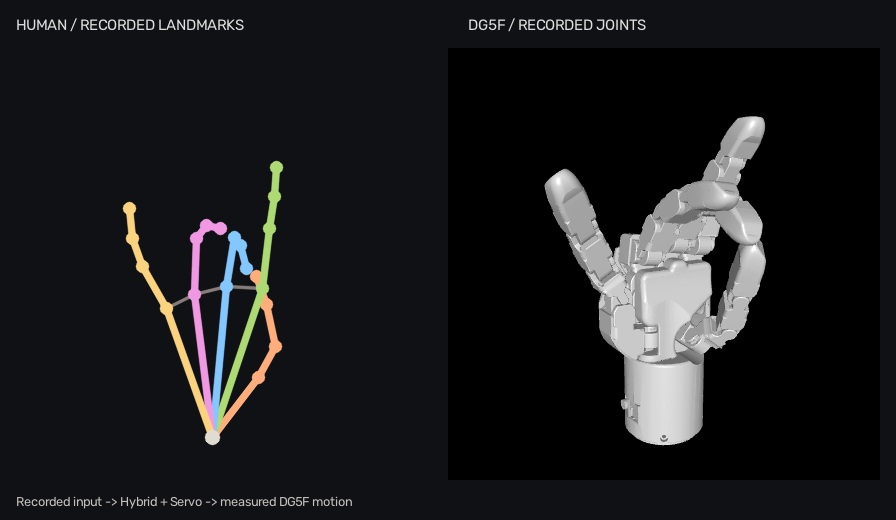 HUMAN / RECORDED LANDMARKS
DG5F / RECORDED JOINTS
Recorded input -> Hybrid + Servo -> measured DG5F motion